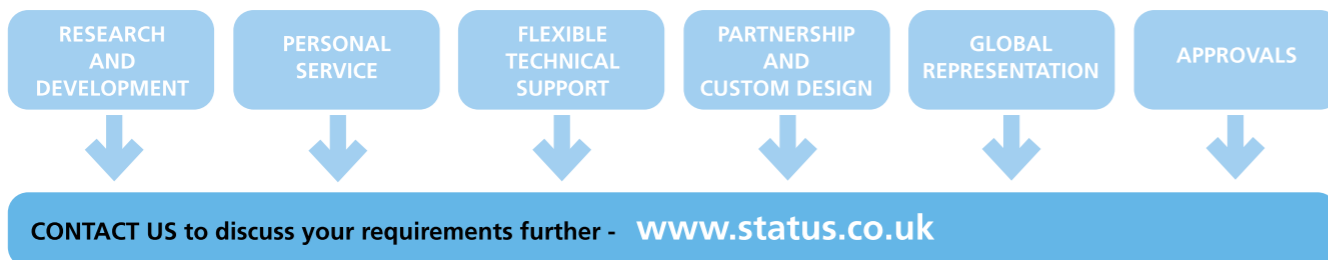 RESEARCH
AND
DEVELOPMENT
PERSONAL
SERVICE
FLEXIBLE
TECHNICAL
SUPPORT
PARTNERSHIP
AND
CUSTOM DESIGN
GLOBAL
REPRESENTATION
APPROVALS
CONTACT US to discuss your requirements further - www.status.co.uk